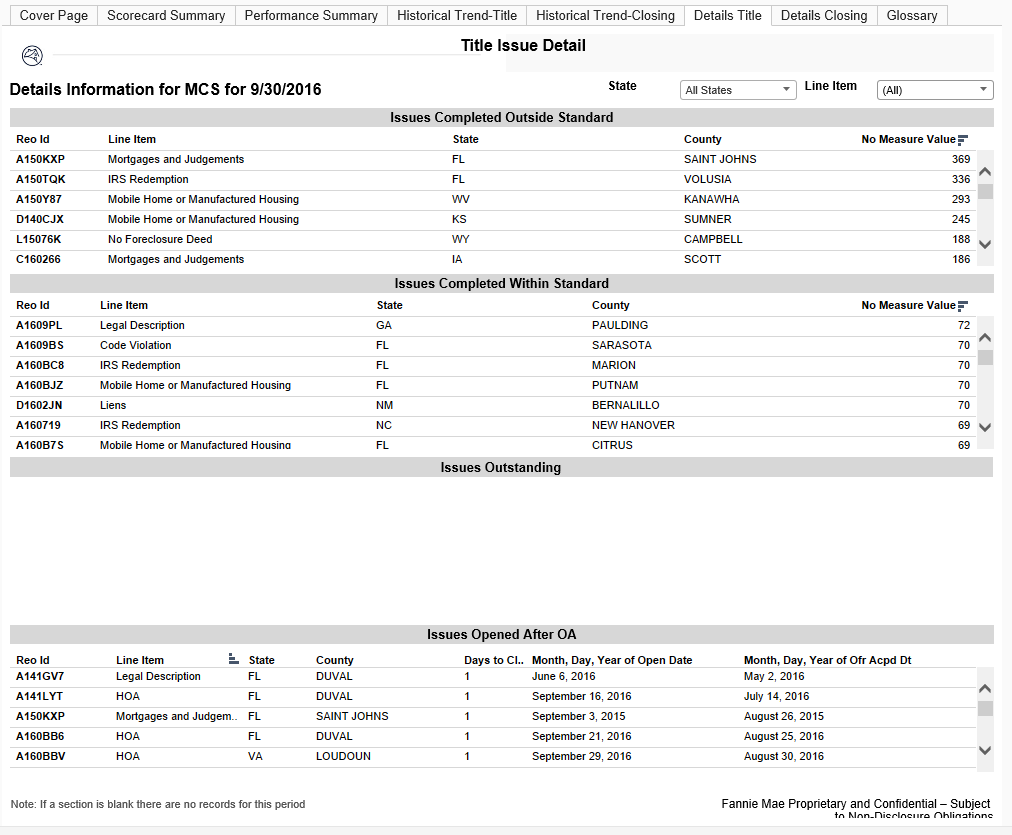 Cover Page Scorecard Summary Performance Summary Historical Trend-Title Historical Trend-Closing Details Title Details Closing Glossary
Title Issue Detail
Details Information for MCS for 9/30/2016 State All States Line Item (All)
Issues Completed Outside Standard
Reo Id Line Item State County No Measure Value
A150KXP Mortgages and Judgements FL SAINT JOHNS 369
A150TQK IRS Redemption FL VOLUSIA 336
A150Y87 Mobile Home or Manufactured Housing WV KANAWHA 293
D140CJX Mobile Home or Manufactured Housing KS SUMNER 245
L15076K No Foreclosure Deed WY CAMPBELL 188
C160266 Mortgages and Judgements IA SCOTT 186
Issues Completed Within Standard
Reo Id Line Item State County No Measure Value
A1609PL Legal Description GA PAULDING 72
A1609BS Code Violation FL SARASOTA 70
A160BC8 IRS Redemption FL MARION 70
A160BJZ Mobile Home or Manufactured Housing FL PUTNAM 70
D1602JN Liens NM BERNALILLO 70
A160719 IRS Redemption NC NEW HANOVER 69
A160B7S Mobile Home or Manufactured Housing FL CITRUS 69
Issues Outstanding
Issues Opened After OA
Reo Id Line Item State County Days to Cl.. Month, Day, Year of Open Date Month, Day, Year of Ofr Acpd Dt
A141GV7 Legal Description FL DUVAL 1 June 6, 2016 May 2, 2016
A141LYT HOA FL DUVAL 1 September 16, 2016 July 14, 2016
A150KXP Mortgages and Judgem.. FL SAINT JOHNS 1 September 3, 2015 August 26, 2015
A160BB6 HOA FL DUVAL 1 September 21, 2016 August 25, 2016
A160BBV HOA VA LOUDOUN 1 September 29, 2016 August 30, 2016
Note: If a section is blank there are no records for this period
Fannie Mae Proprietary and Confidential – Subject
to Non-Disclosure Obligations